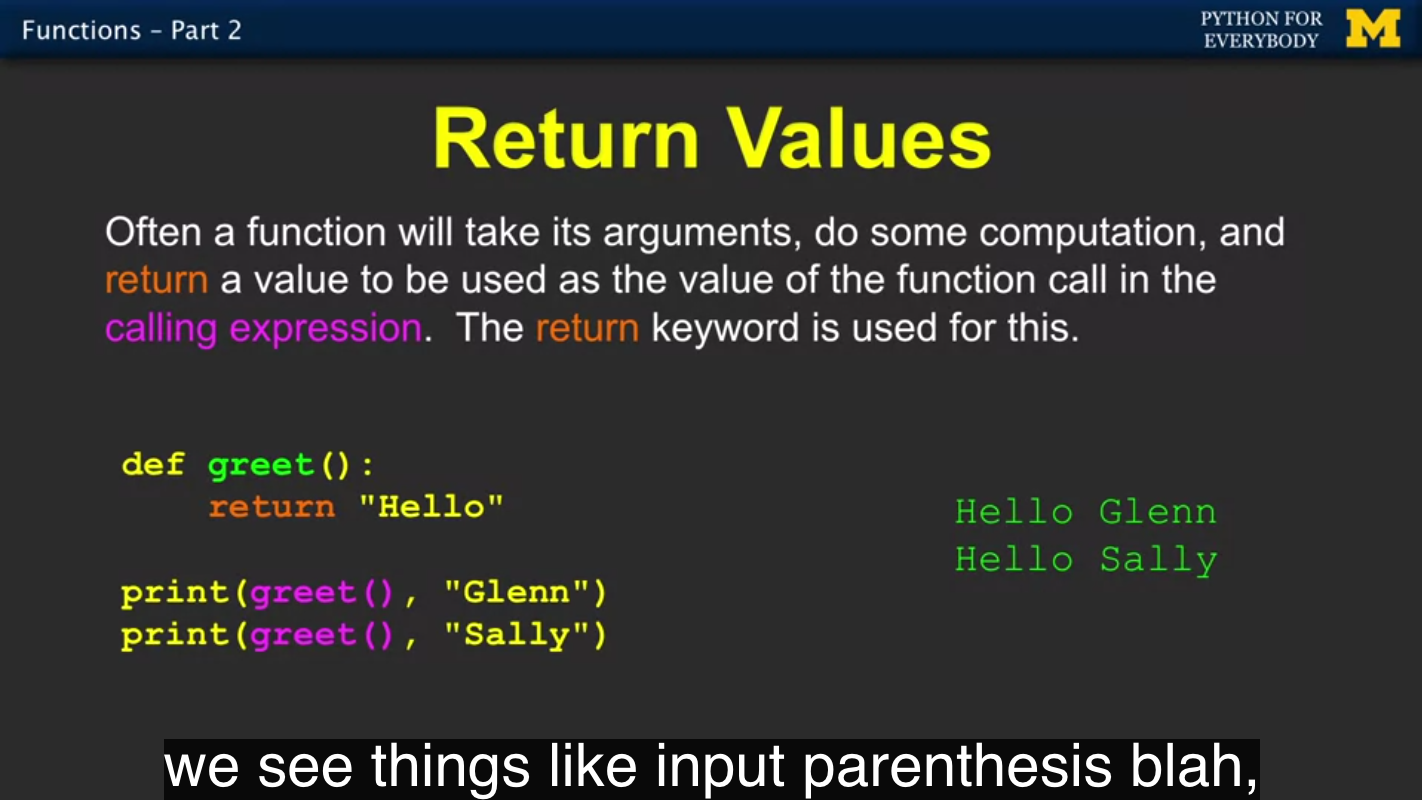 Functions – Part 2
PYTHON FOR
EVERYBODY
M
Return Values
Often a function will take its arguments, do some computation, and
return a value to be used as the value of the function call in the
calling expression.  The return keyword is used for this.
def greet():
    return "Hello"
print(greet(), "Glenn")
print(greet(), "Sally")
Hello Glenn
Hello Sally
we see things like input parenthesis blah,